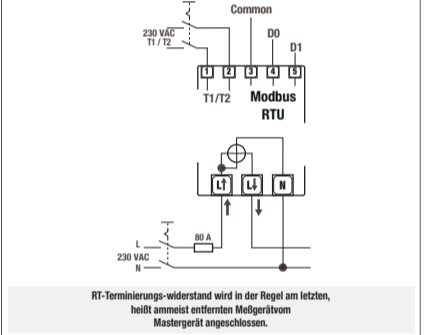 Common
230 VAC
T1 / T2
D0
D1
1 2 3 4 5
T1/T2
Modbus
RTU
L↑ L↓ N
80 A
L
230 VAC
N
RT-Terminierungs-widerstand wird in der Regel am letzten,
heißt ammeist entfernten Meßgerätvom
Mastergerät angeschlossen.